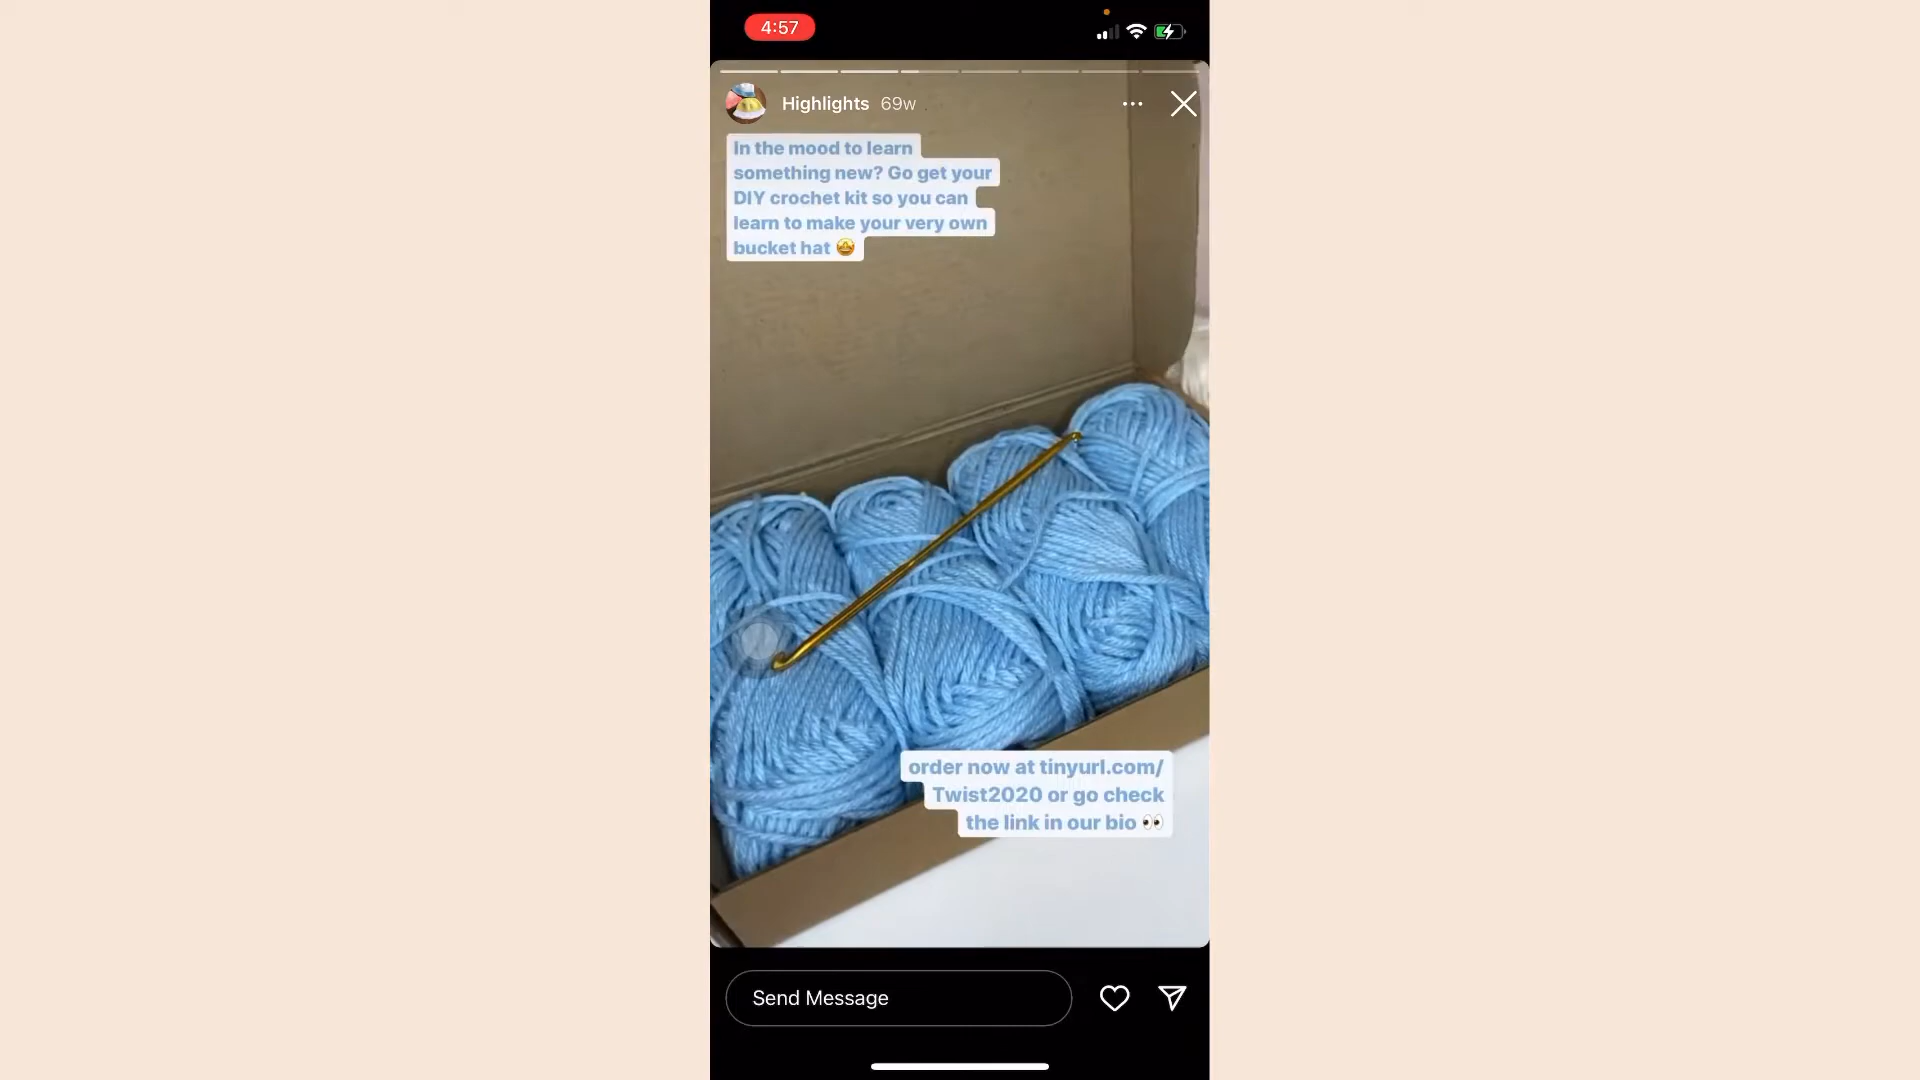 4:57
Highlights 69w
In the mood to learn
something new? Go get your
DIY crochet kit so you can
learn to make your very own
bucket hat 🤩
order now at tinyurl.com/
Twist2020 or go check
the link in our bio 👀
Send Message